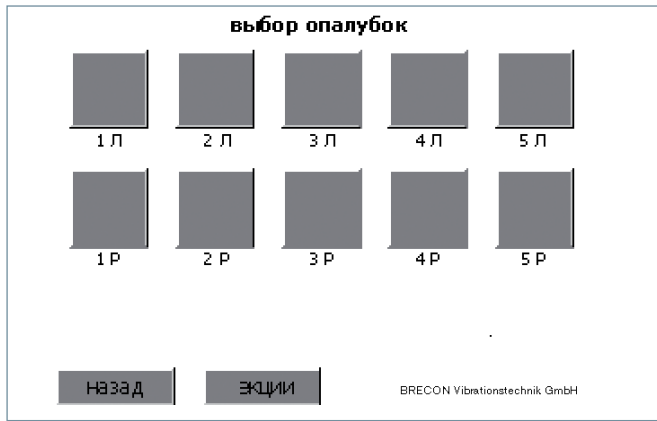 выбор опалубок
1 Л 2 Л 3 Л 4 Л 5 Л
1 Р 2 Р 3 Р 4 Р 5 Р
назад экции BRECON Vibrationstechnik GmbH